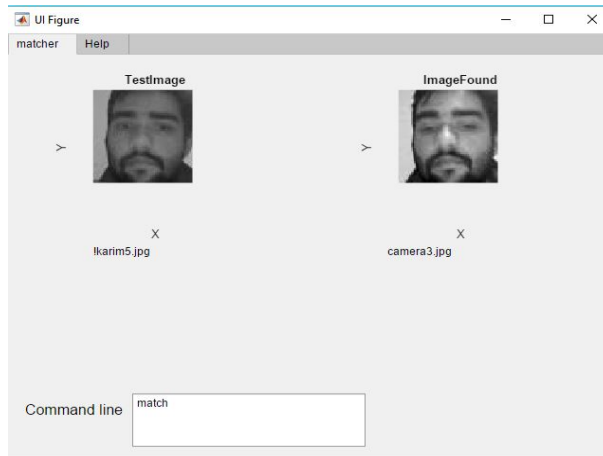 UI Figure
matcher Help
TestImage
ImageFound
Y
Y
X
X
!karim5.jpg
camera3.jpg
Command line
match